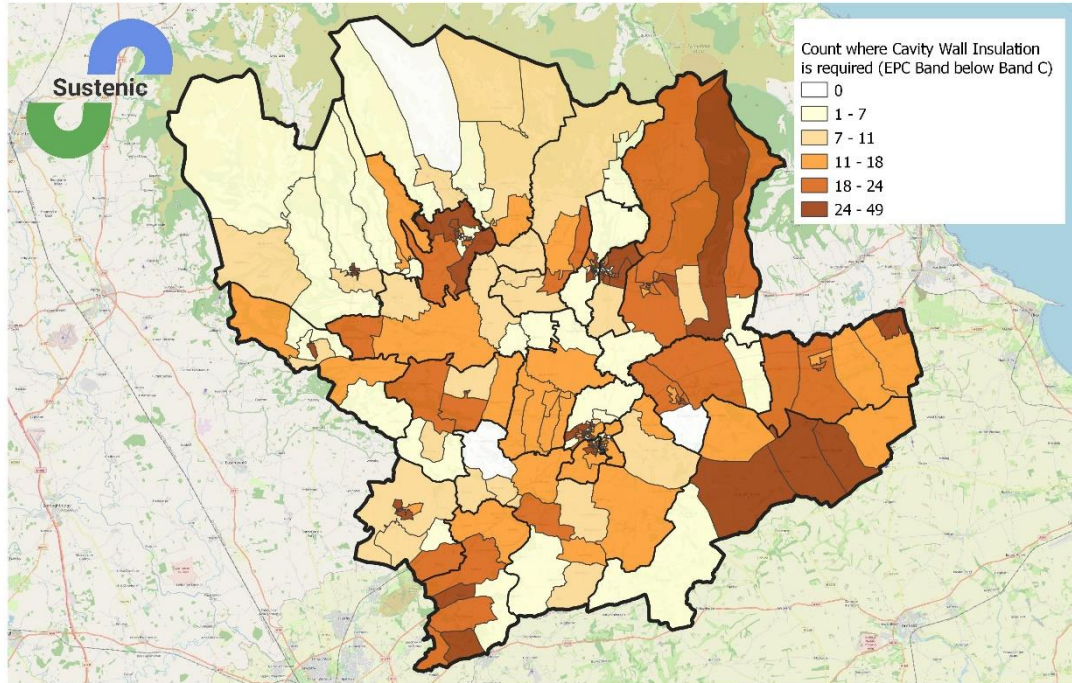 Sustenic
Count where Cavity Wall Insulation
is required (EPC Band below Band C)
0
1 - 7
7 - 11
11 - 18
18 - 24
24 - 49